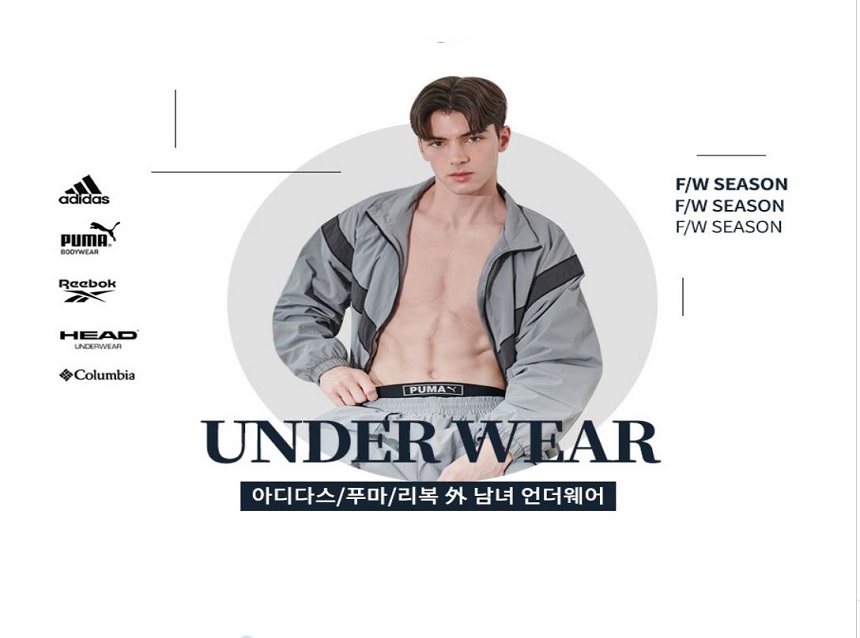 adidas
PUMA
BODYWEAR
Reebok
HEAD
UNDERWEAR
Columbia
F/W SEASON
F/W SEASON
F/W SEASON
PUMA
UNDER WEAR
아디다스/푸마/리복 外 남녀 언더웨어